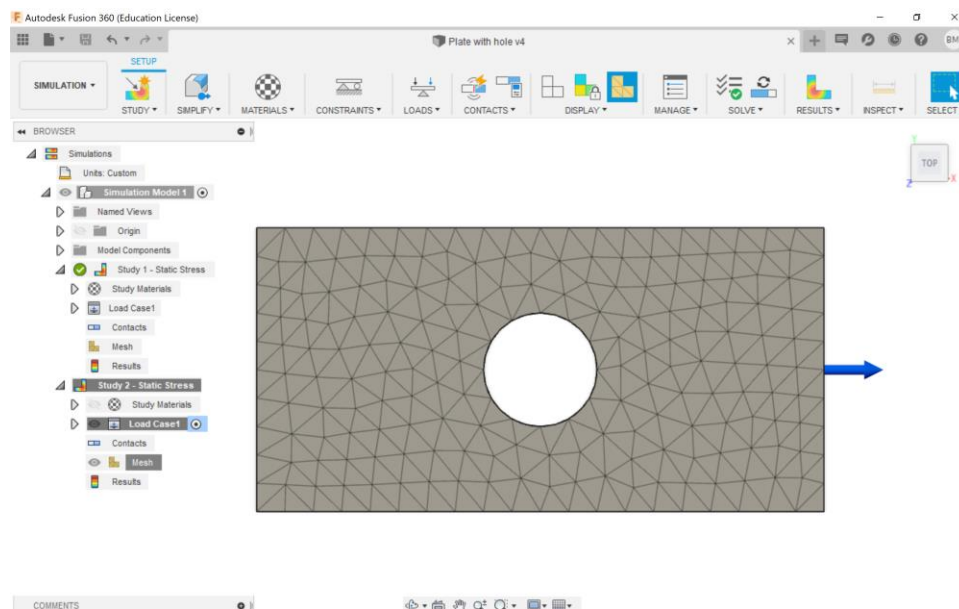 Autodesk Fusion 360 (Education License)
Plate with hole v4
BM
SETUP
SIMULATION
STUDY
SIMPLIFY
MATERIALS
CONSTRAINTS
LOADS
CONTACTS
DISPLAY
MANAGE
SOLVE
RESULTS
INSPECT
SELECT
BROWSER
Simulations
Units: Custom
Simulation Model 1
Named Views
Origin
Model Components
Study 1 - Static Stress
Study Materials
Load Case1
Contacts
Mesh
Results
Study 2 - Static Stress
Study Materials
Load Case1
Contacts
Mesh
Results
Y
TOP
Z
X
COMMENTS